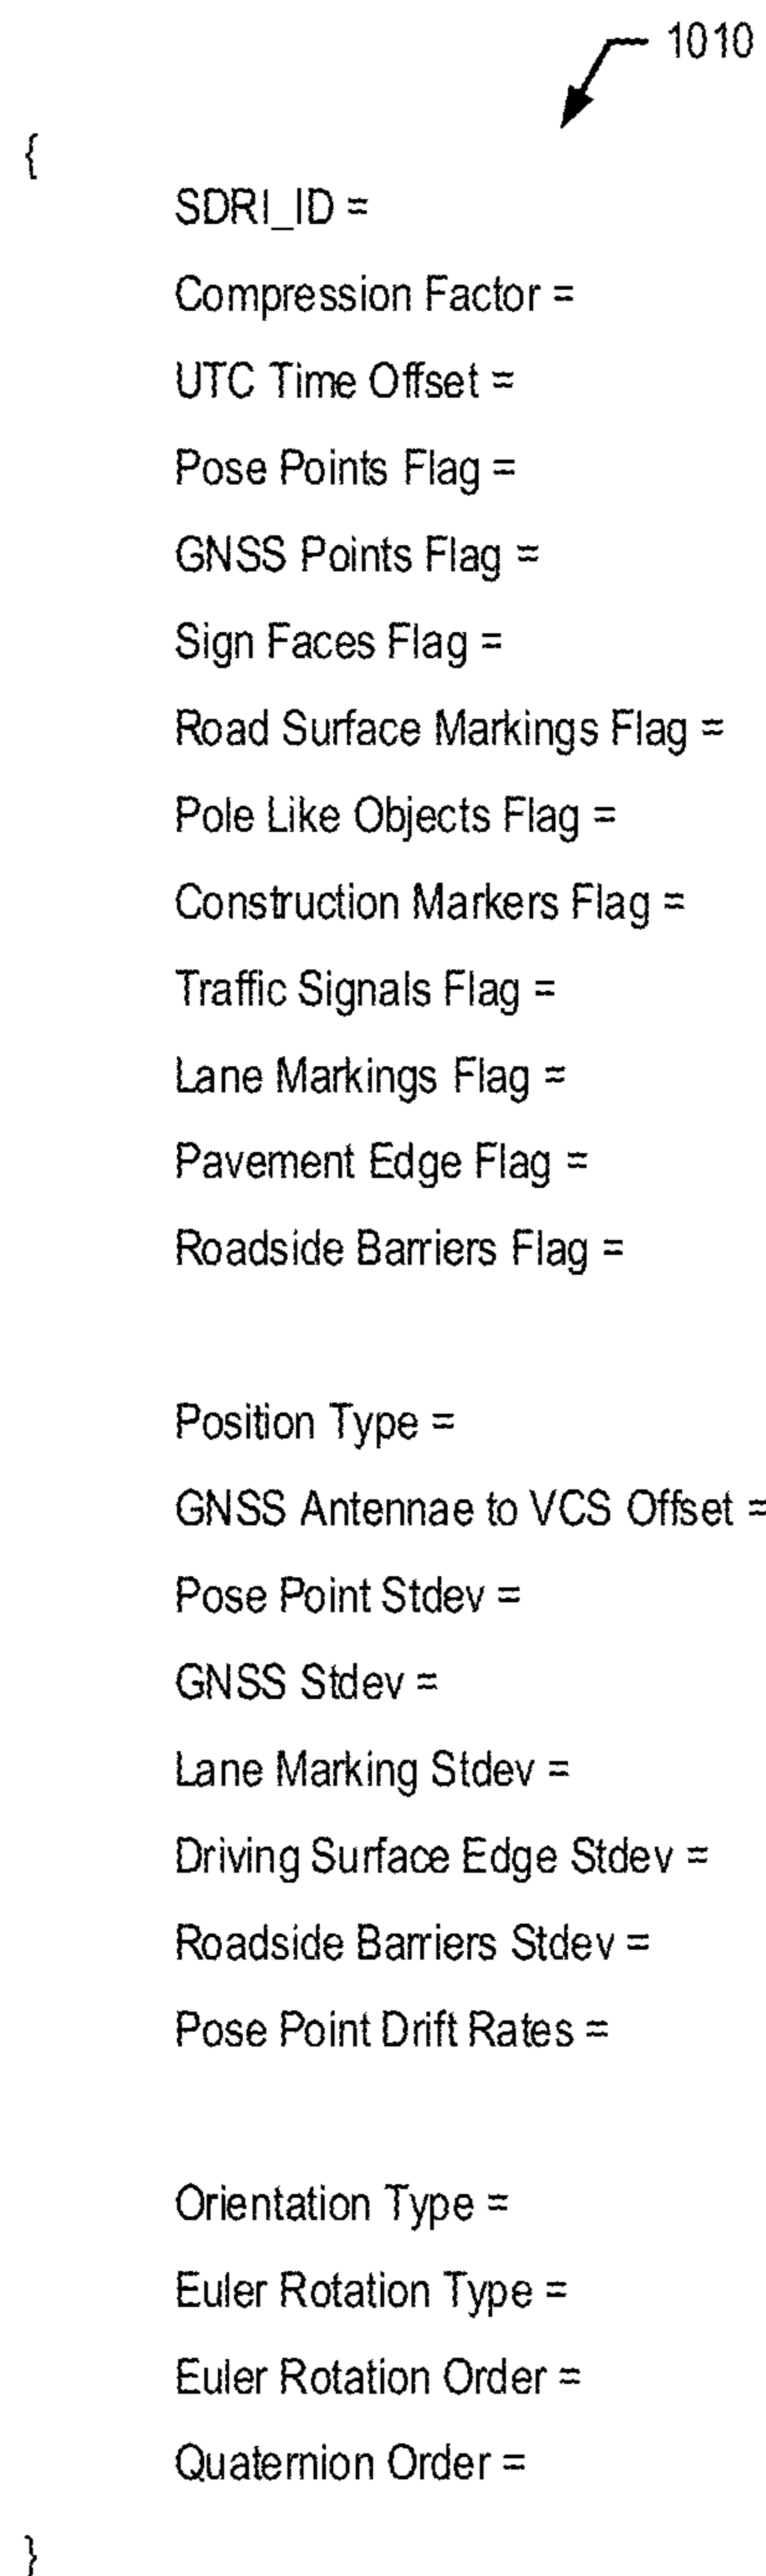 1010
{
SDRI_ID =
Compression Factor =
UTC Time Offset =
Pose Points Flag =
GNSS Points Flag =
Sign Faces Flag =
Road Surface Markings Flag =
Pole Like Objects Flag =
Construction Markers Flag =
Traffic Signals Flag =
Lane Markings Flag =
Pavement Edge Flag =
Roadside Barriers Flag =
Position Type =
GNSS Antennae to VCS Offset =
Pose Point Stdev =
GNSS Stdev =
Lane Marking Stdev =
Driving Surface Edge Stdev =
Roadside Barriers Stdev =
Pose Point Drift Rates =
Orientation Type =
Euler Rotation Type =
Euler Rotation Order =
Quaternion Order =
}